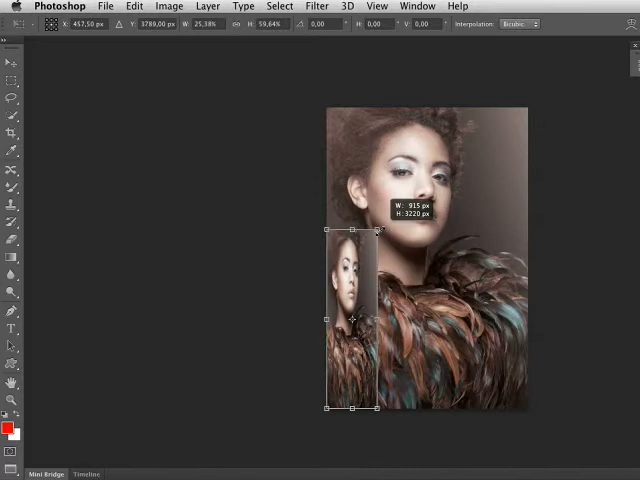 Photoshop File Edit Image Layer Type Select Filter 3D View Window Help
X: 457,50 px Y: 3789,00 px W: 25,38% H: 59,64% 0,00 ° H: 0,00 ° V: 0,00 ° Interpolation: Bicubic
W: 915 px
H: 3220 px
T
Mini Bridge Timeline